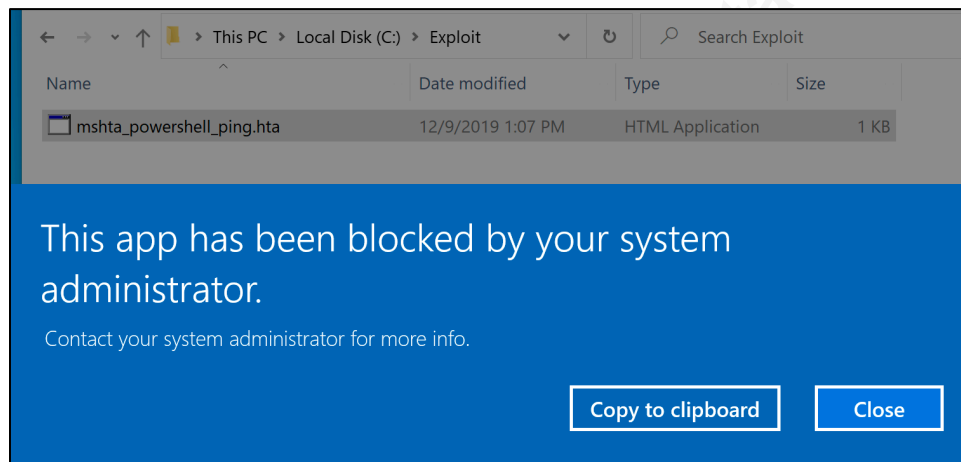 This PC > Local Disk (C:) > Exploit
Search Exploit
Name Date modified Type Size
mshta_powershell_ping.hta 12/9/2019 1:07 PM HTML Application 1 KB
This app has been blocked by your system
administrator.
Contact your system administrator for more info.
Copy to clipboard Close